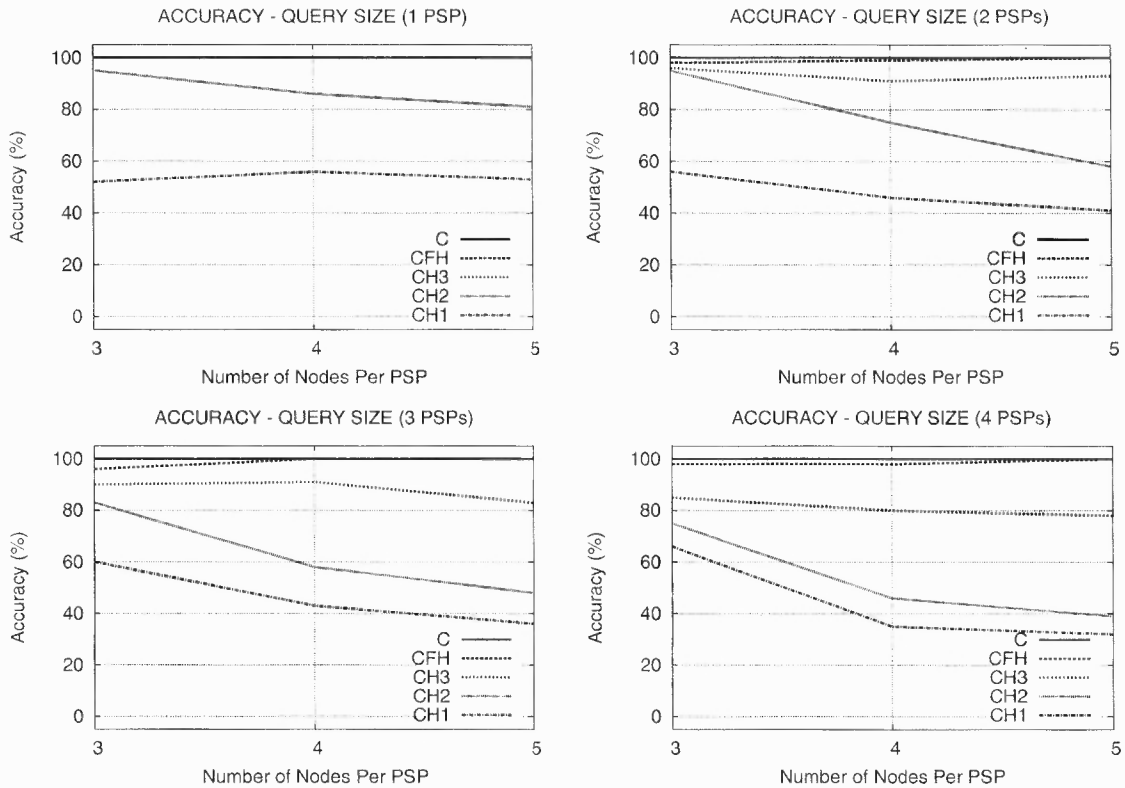 ACCURACY - QUERY SIZE (1 PSP)
Accuracy (%)
100
80
60
40
20
0
C
CFH
CH3
CH2
CH1
3
4
5
Number of Nodes Per PSP
ACCURACY - QUERY SIZE (2 PSPs)
Accuracy (%)
100
80
60
40
20
0
C
CFH
CH3
CH2
CH1
3
4
5
Number of Nodes Per PSP
ACCURACY - QUERY SIZE (3 PSPs)
Accuracy (%)
100
80
60
40
20
0
C
CFH
CH3
CH2
CH1
3
4
5
Number of Nodes Per PSP
ACCURACY - QUERY SIZE (4 PSPs)
Accuracy (%)
100
80
60
40
20
0
C
CFH
CH3
CH2
CH1
3
4
5
Number of Nodes Per PSP